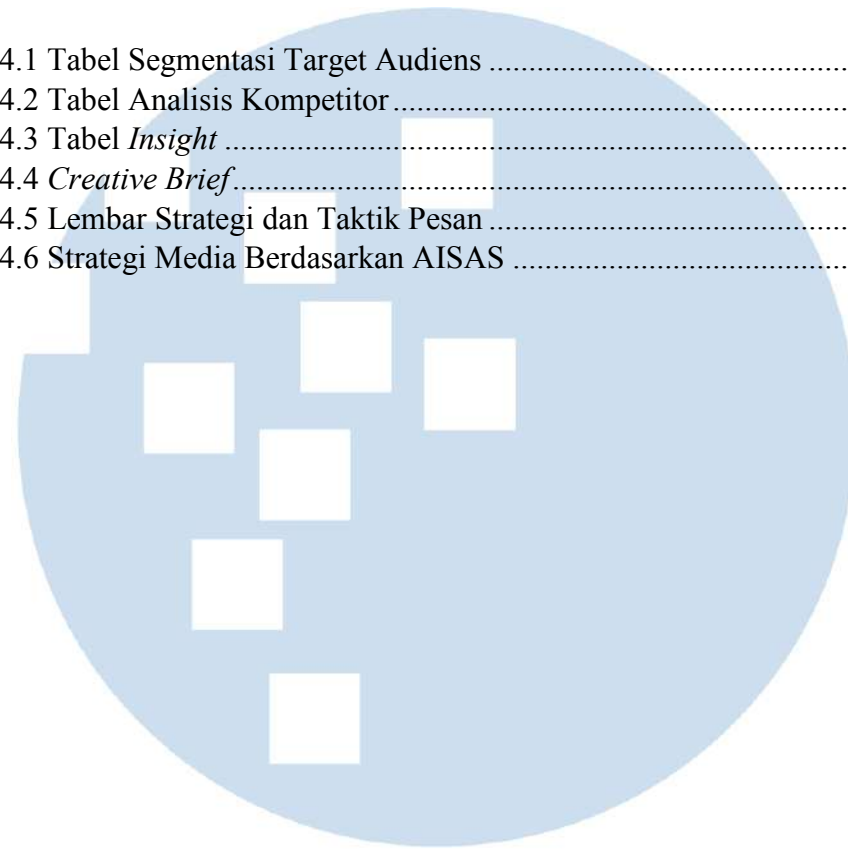 4.1 Tabel Segmentasi Target Audiens ......................................
4.2 Tabel Analisis Kompetitor ................................................
4.3 Tabel Insight ..................................................................
4.4 Creative Brief .................................................................
4.5 Lembar Strategi dan Taktik Pesan ......................................
4.6 Strategi Media Berdasarkan AISAS ...................................